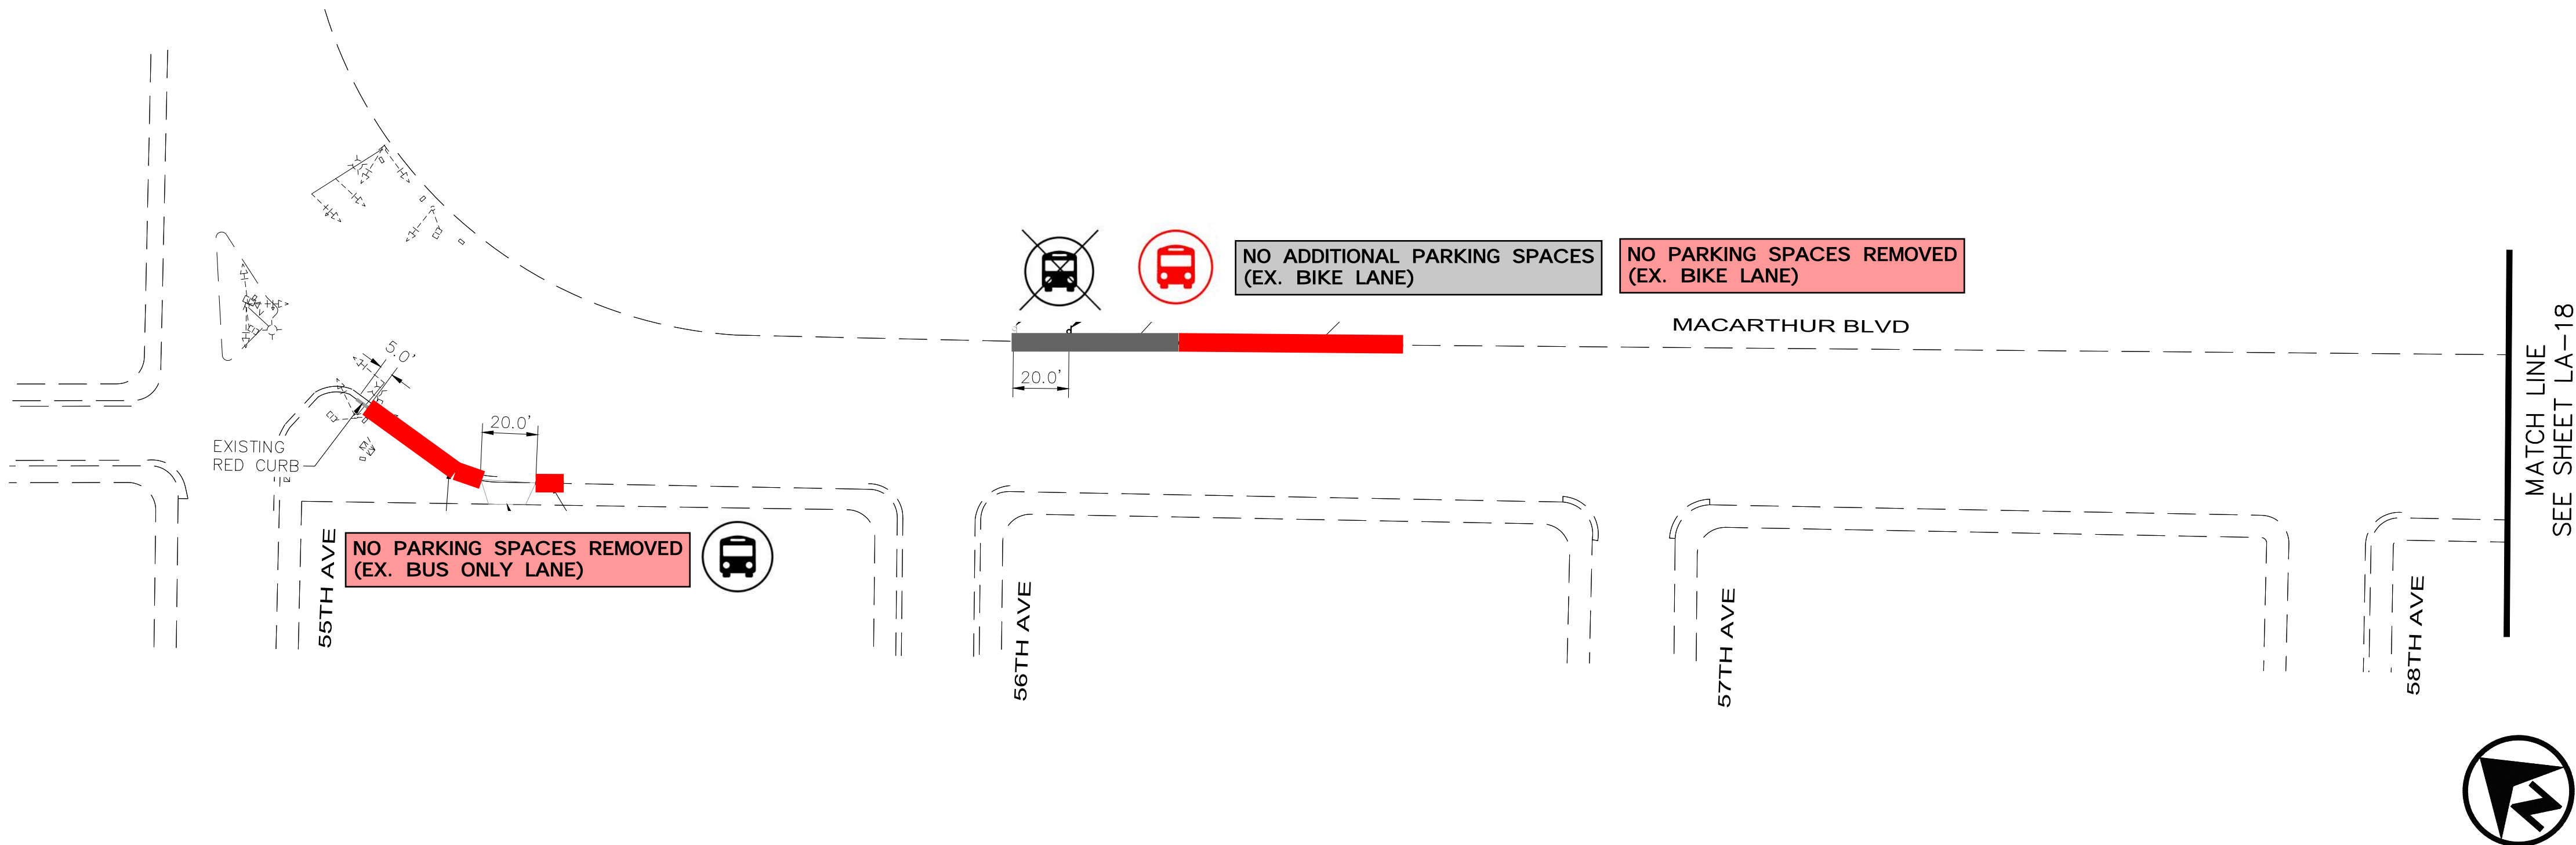 NO ADDITIONAL PARKING SPACES
(EX. BIKE LANE)
NO PARKING SPACES REMOVED
(EX. BIKE LANE)
MACARTHUR BLVD
MATCH LINE
SEE SHEET LA-18
5.0'
20.0'
20.0'
EXISTING
RED CURB
NO PARKING SPACES REMOVED
(EX. BUS ONLY LANE)
55TH AVE
56TH AVE
57TH AVE
58TH AVE
N